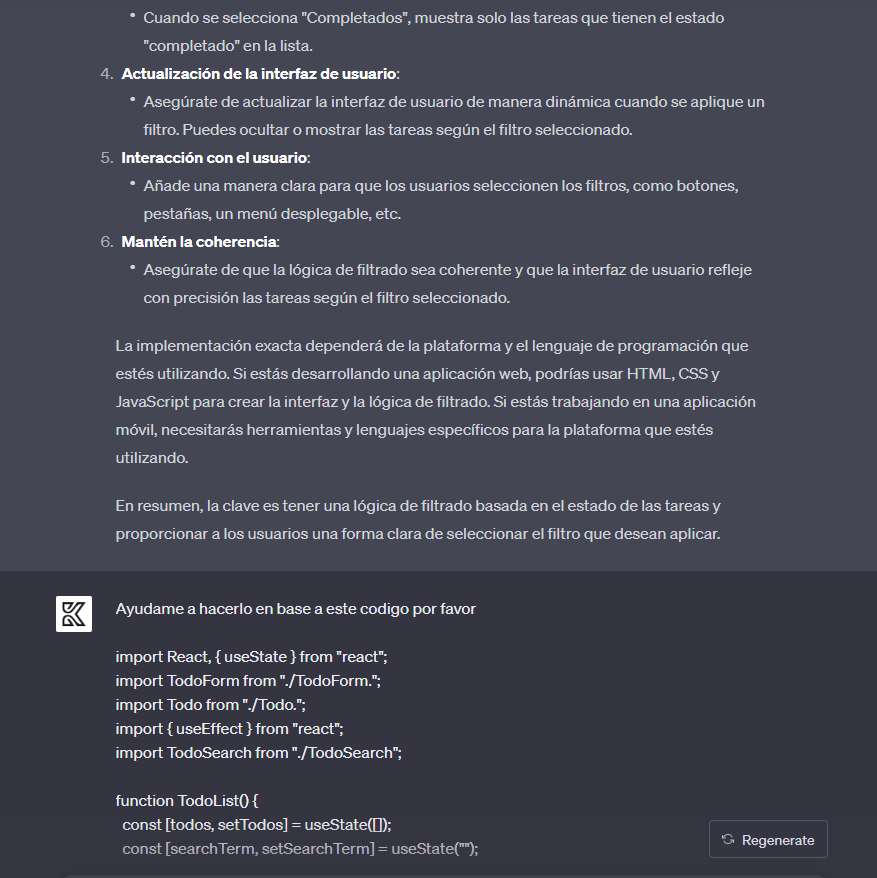 Cuando se selecciona "Completados", muestra solo las tareas que tienen el estado
"completado" en la lista.
4. Actualización de la interfaz de usuario:
Asegúrate de actualizar la interfaz de usuario de manera dinámica cuando se aplique un
filtro. Puedes ocultar o mostrar las tareas según el filtro seleccionado.
5. Interacción con el usuario:
Añade una manera clara para que los usuarios seleccionen los filtros, como botones,
pestañas, un menú desplegable, etc.
6. Mantén la coherencia:
Asegúrate de que la lógica de filtrado sea coherente y que la interfaz de usuario refleje
con precisión las tareas según el filtro seleccionado.
La implementación exacta dependerá de la plataforma y el lenguaje de programación que
estés utilizando. Si estás desarrollando una aplicación web, podrías usar HTML, CSS y
JavaScript para crear la interfaz y la lógica de filtrado. Si estás trabajando en una aplicación
móvil, necesitarás herramientas y lenguajes específicos para la plataforma que estés
utilizando.
En resumen, la clave es tener una lógica de filtrado basada en el estado de las tareas y
proporcionar a los usuarios una forma clara de seleccionar el filtro que desean aplicar.
Ayudame a hacerlo en base a este codigo por favor
import React, { useState } from "react";
import TodoForm from "./TodoForm.";
import Todo from "./Todo.";
import { useEffect } from "react";
import TodoSearch from "./TodoSearch";
function TodoList() {
const [todos, setTodos] = useState([]);
const [searchTerm, setSearchTerm] = useState("");
Regenerate